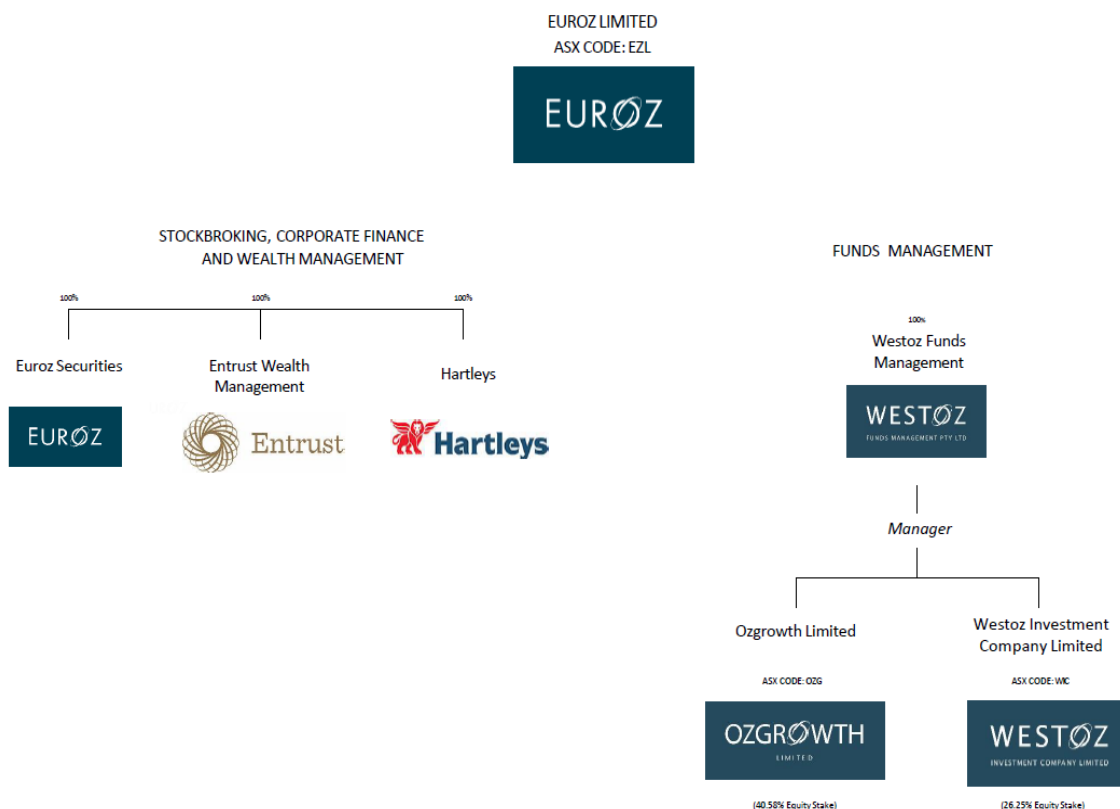 EUROZ LIMITED
ASX CODE: EZL
EUROZ
STOCKBROKING, CORPORATE FINANCE
AND WEALTH MANAGEMENT
FUNDS MANAGEMENT
100%
100%
100%
100%
Euroz Securities
Entrust Wealth
Management
Hartleys
Westoz Funds
Management
EUROZ
Entrust
Hartleys
WESTOZ
FUNDS MANAGEMENT PTY LTD
Manager
Ozgrowth Limited
Westoz Investment
Company Limited
ASX CODE: OZG
ASX CODE: WIC
OZGROWTH
LIMITED
WESTOZ
INVESTMENT COMPANY LIMITED
(40.58% Equity Stake)
(26.25% Equity Stake)